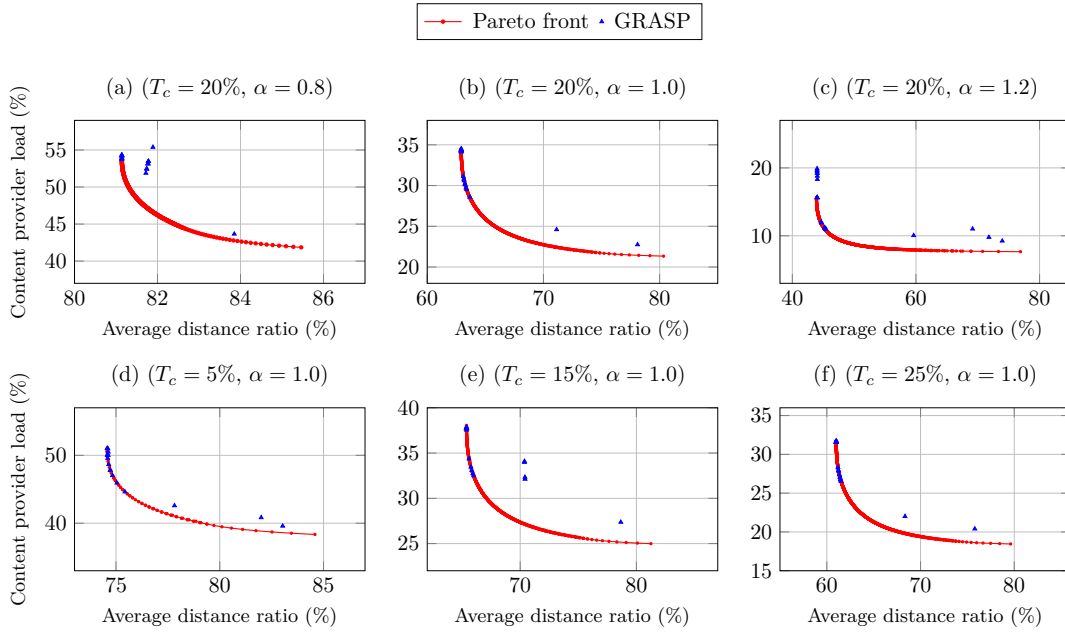 Pareto front GRASP
(a) (T_c = 20%, α = 0.8)
(b) (T_c = 20%, α = 1.0)
(c) (T_c = 20%, α = 1.2)
Content provider load (%)
55
50
45
40
80 82 84 86
Average distance ratio (%)
35
30
25
20
60 70 80
Average distance ratio (%)
20
10
40 60 80
Average distance ratio (%)
(d) (T_c = 5%, α = 1.0)
(e) (T_c = 15%, α = 1.0)
(f) (T_c = 25%, α = 1.0)
Content provider load (%)
50
40
75 80 85
Average distance ratio (%)
40
35
30
25
70 80
Average distance ratio (%)
35
30
25
20
15
60 70 80
Average distance ratio (%)